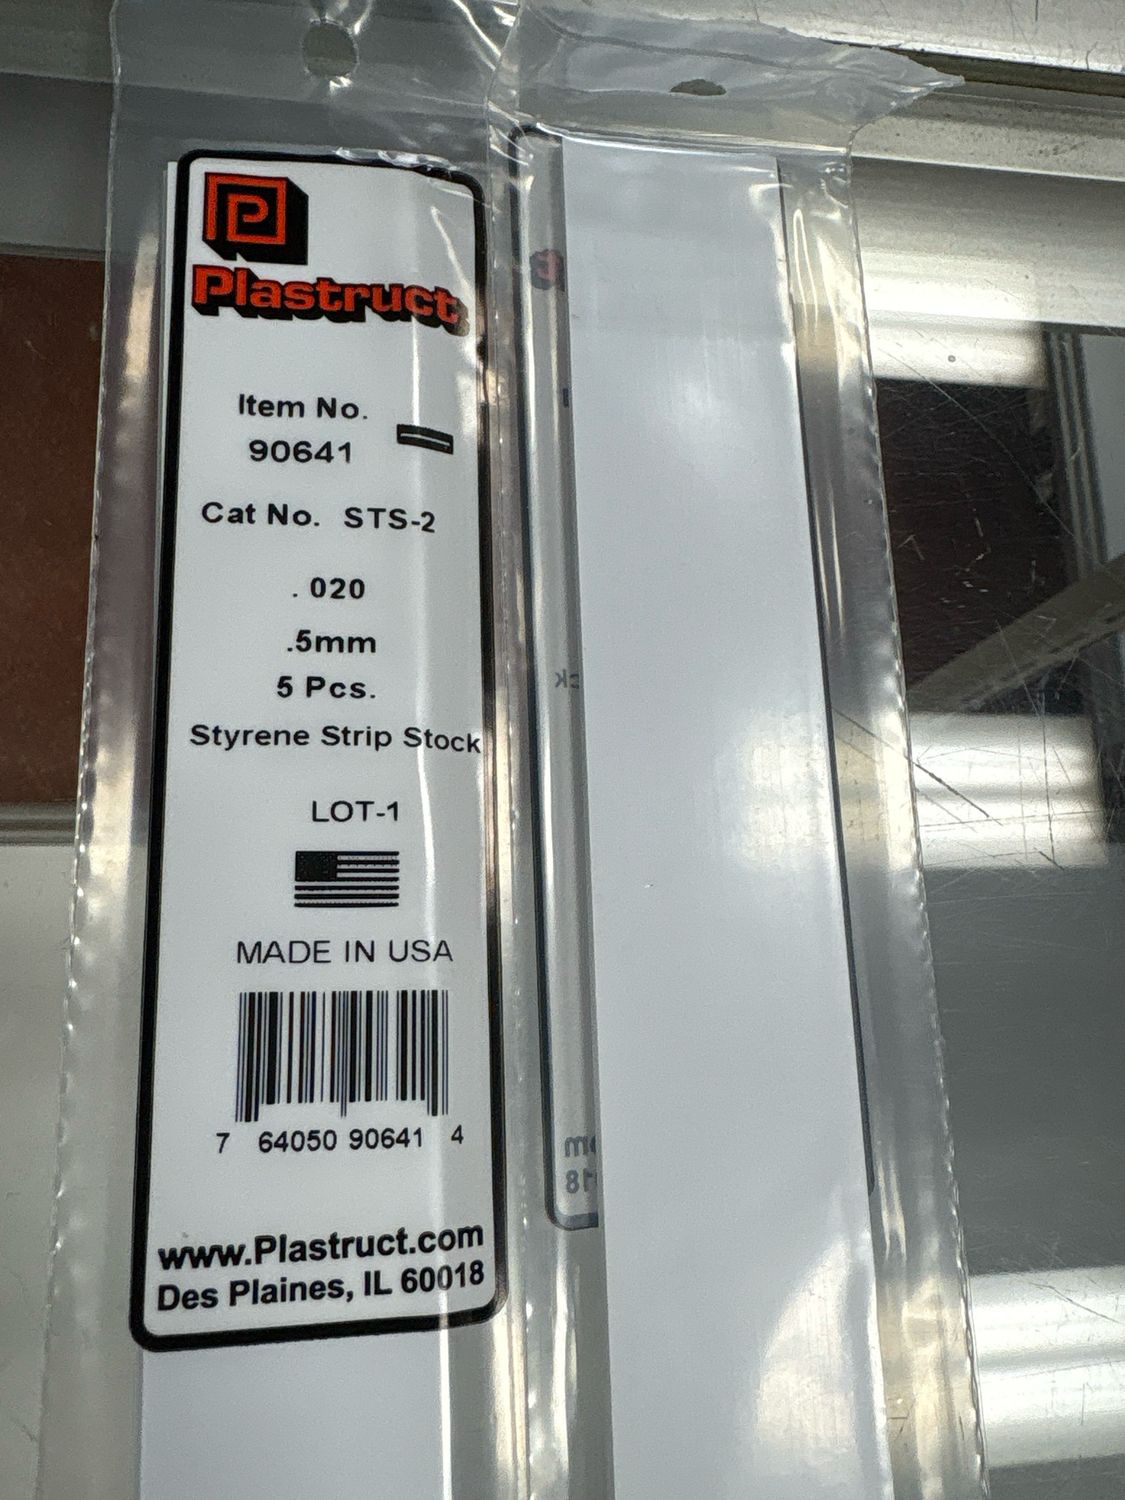 P
Plastruct
Item No.
90641
Cat No. STS-2
. 020
.5mm
5 Pcs.
Styrene Strip Stock
LOT-1
MADE IN USA
7 64050 90641 4
www.Plastruct.com
Des Plaines, IL 60018